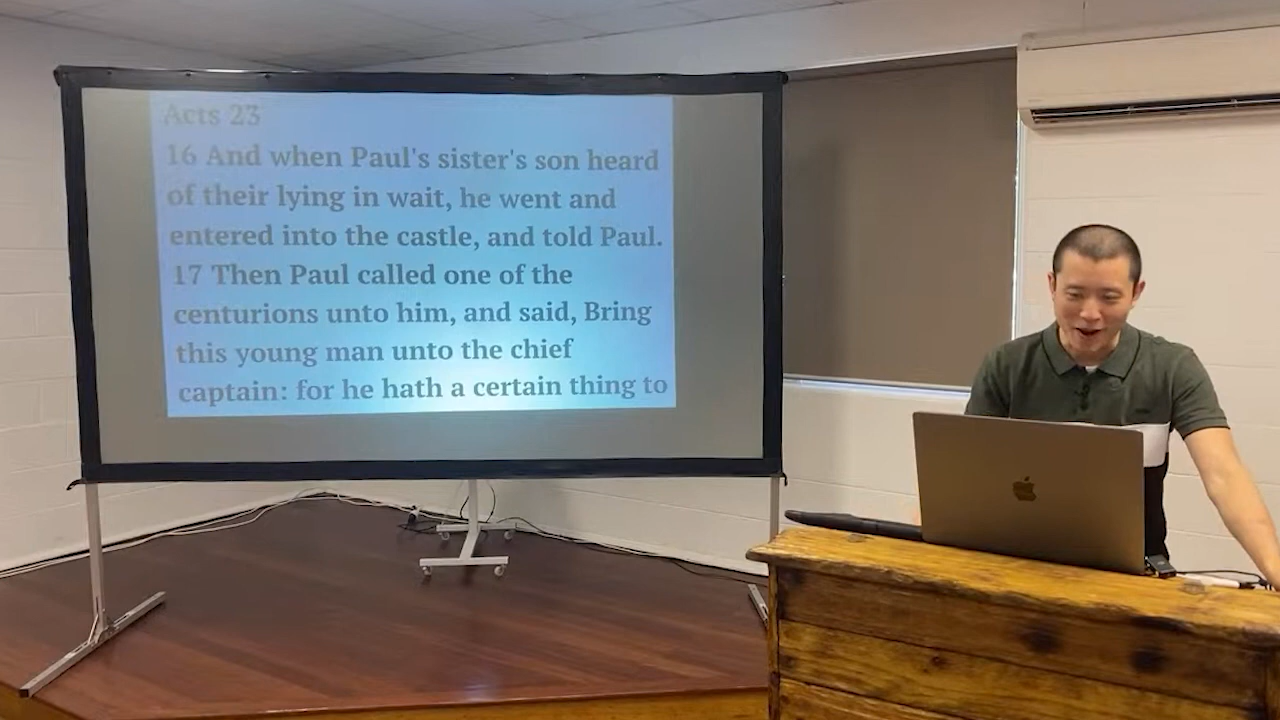 Acts 23
16 And when Paul's sister's son heard
of their lying in wait, he went and
entered into the castle, and told Paul.
17 Then Paul called one of the
centurions unto him, and said, Bring
this young man unto the chief
captain: for he hath a certain thing to